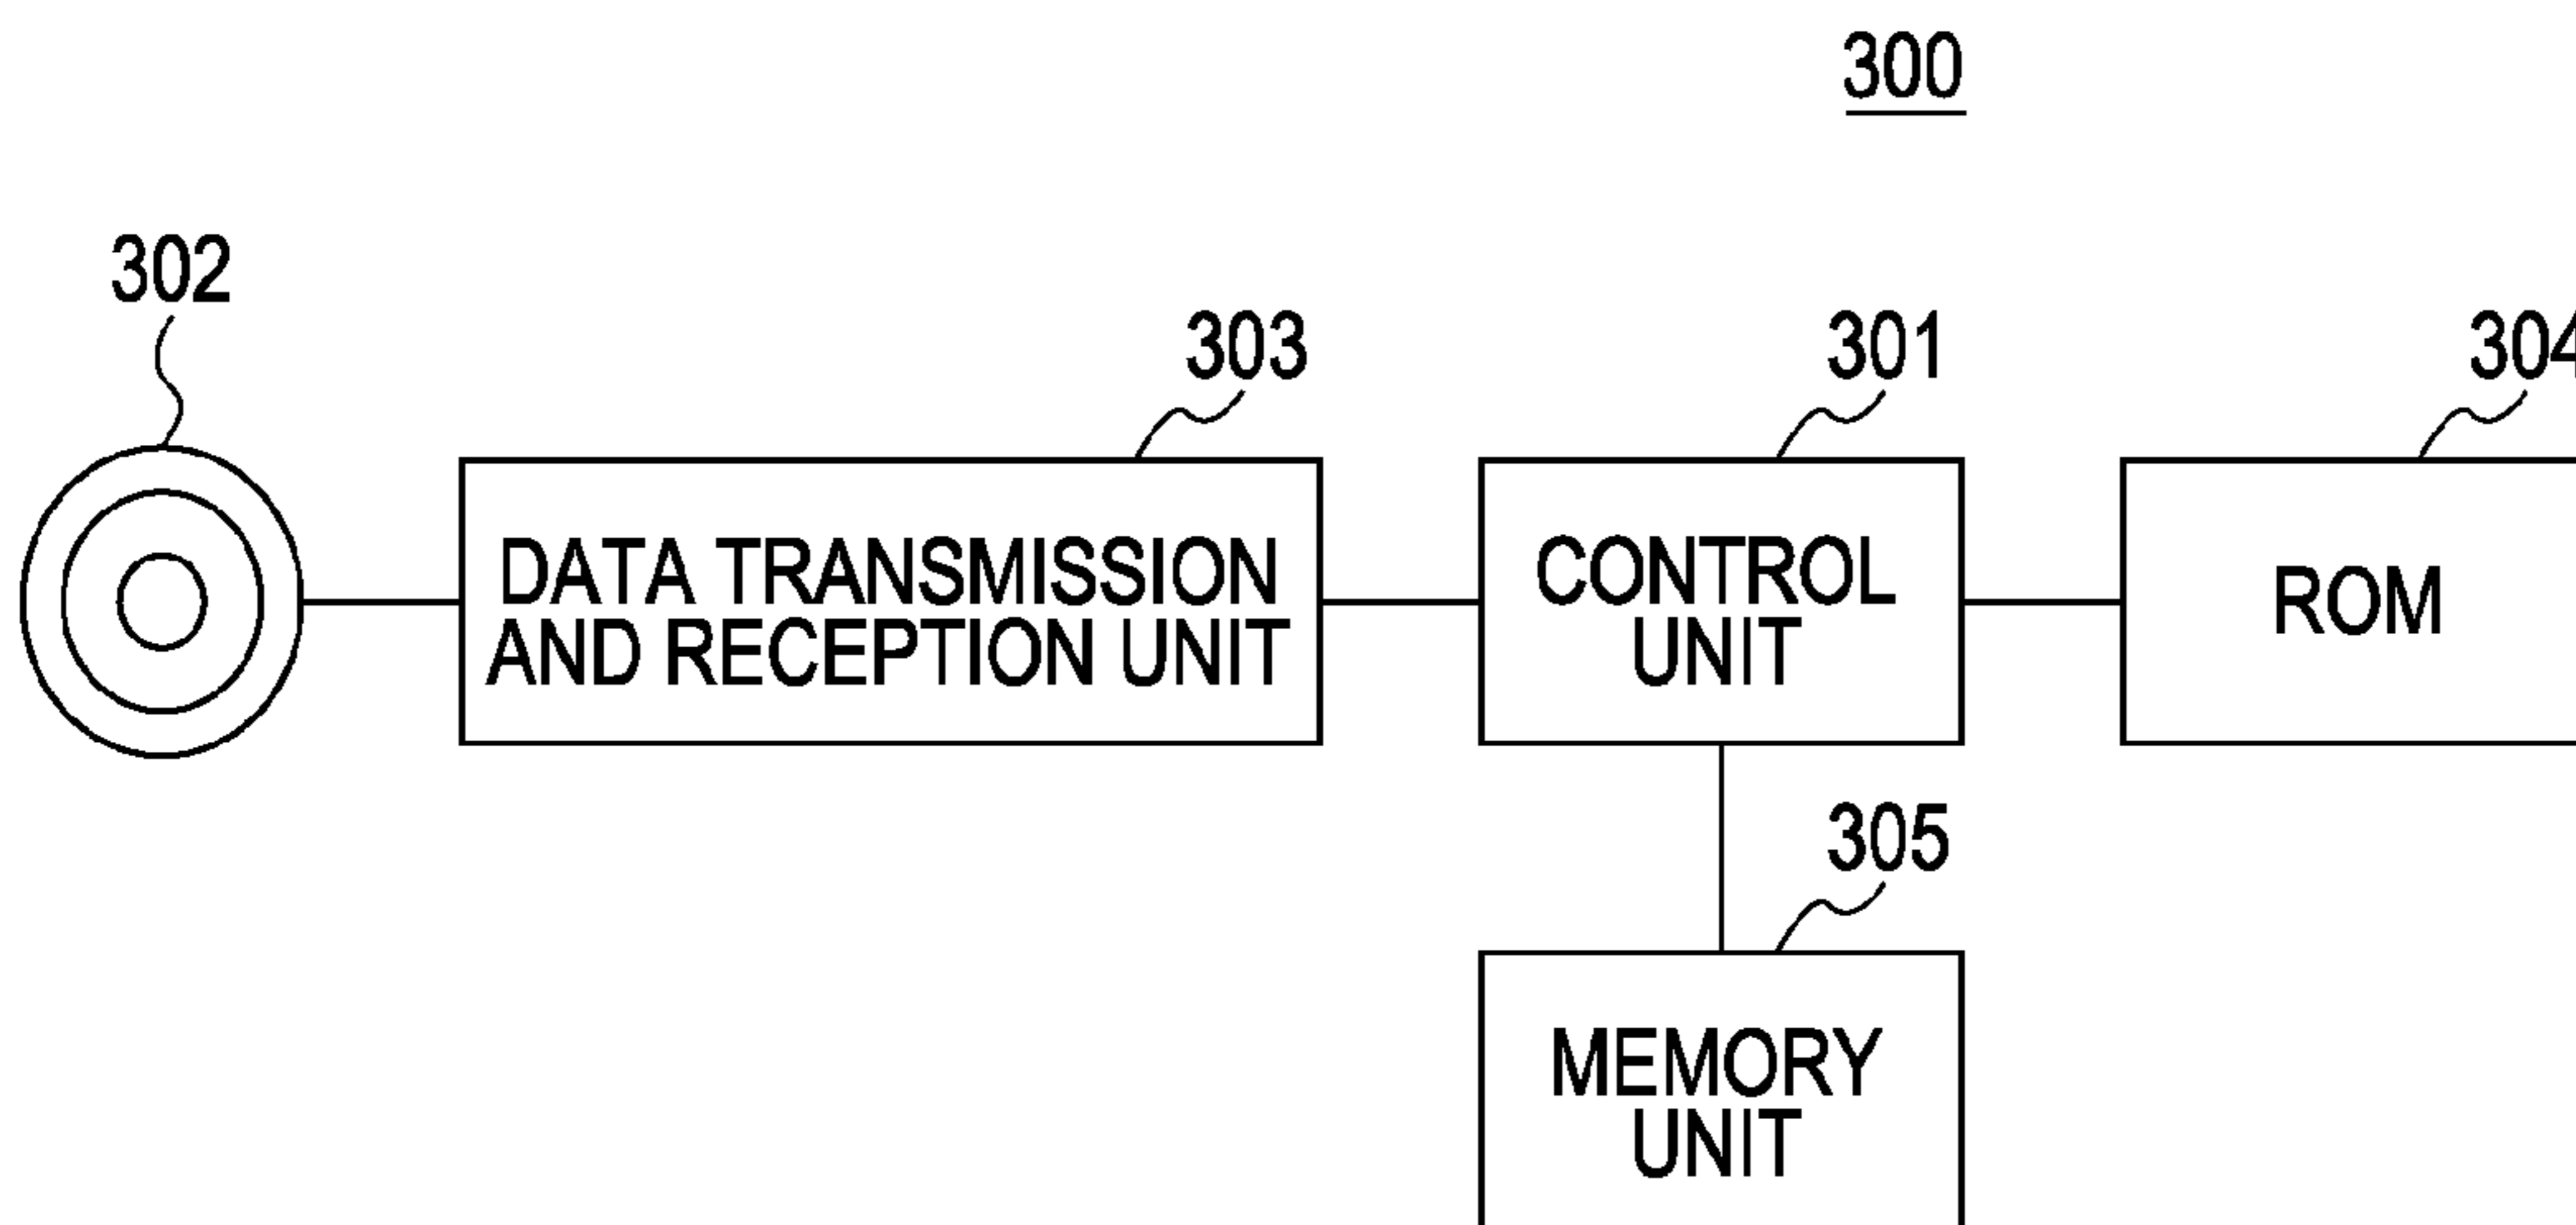 300
302
303
301
304
DATA TRANSMISSION
AND RECEPTION UNIT
CONTROL
UNIT
ROM
305
MEMORY
UNIT